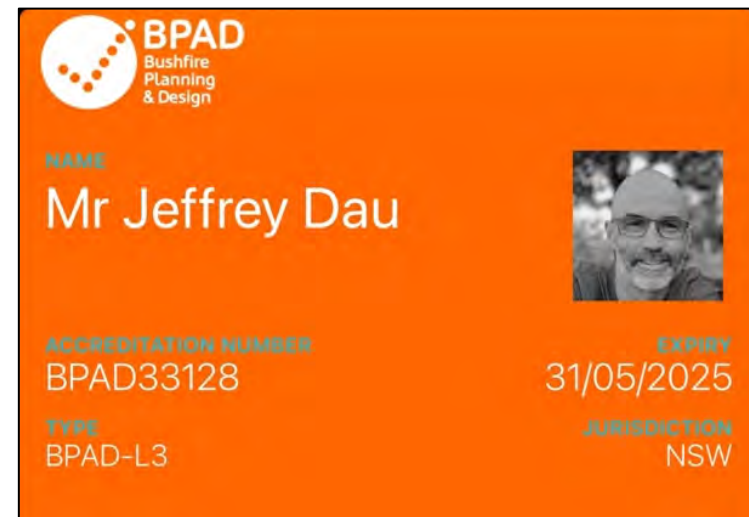 BPAD
Bushfire
Planning
& Design
NAME
Mr Jeffrey Dau
ACCREDITATION NUMBER
BPAD33128
EXPIRY
31/05/2025
TYPE
BPAD-L3
JURISDICTION
NSW